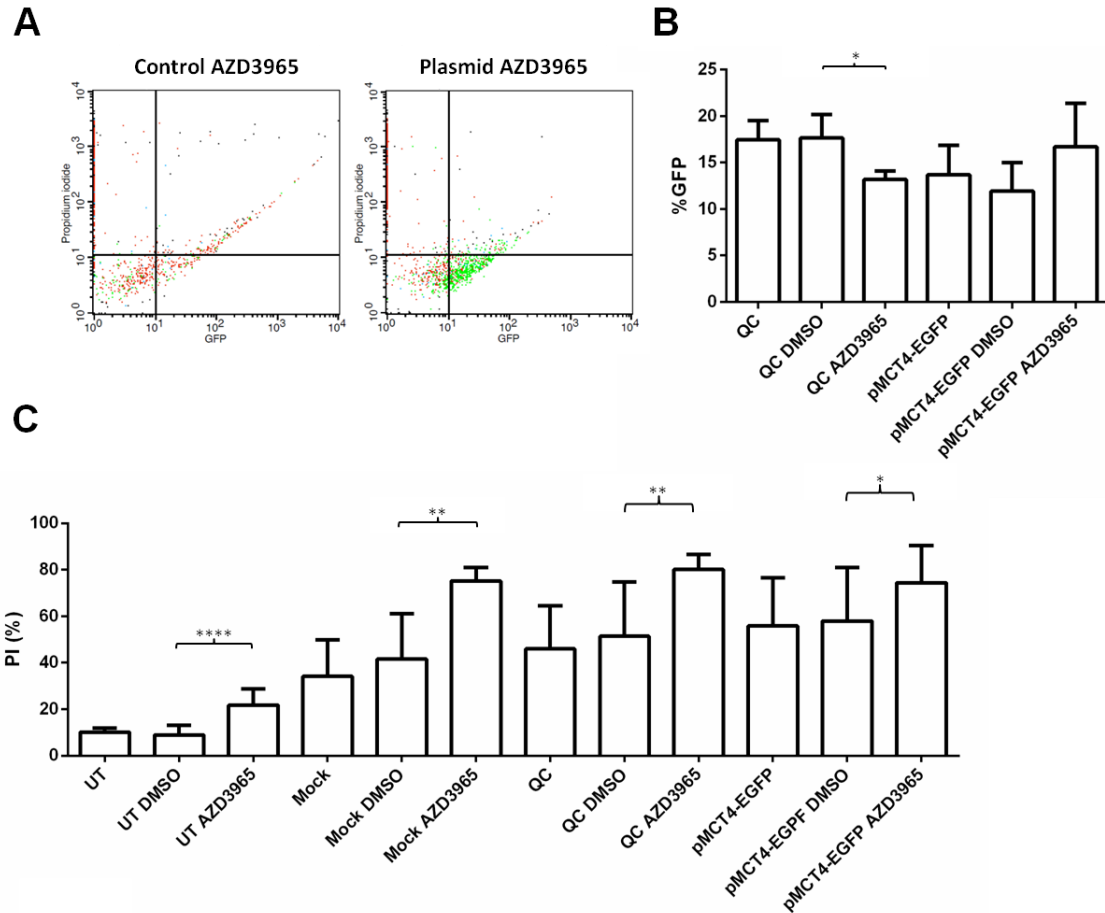 A
Control AZD3965
Plasmid AZD3965
Propidium iodide
10^4
10^3
10^2
10^1
10^0
10^0 10^1 10^2 10^3 10^4
GFP
Propidium iodide
10^4
10^3
10^2
10^1
10^0
10^0 10^1 10^2 10^3 10^4
GFP
B
*
%GFP
25
20
15
10
5
0
QC
QC DMSO
QC AZD3965
pMCT4-EGFP
pMCT4-EGFP DMSO
pMCT4-EGFP AZD3965
C
****
**
**
*
PI (%)
100
80
60
40
20
0
UT
UT DMSO
UT AZD3965
Mock
Mock DMSO
Mock AZD3965
QC
QC DMSO
QC AZD3965
pMCT4-EGFP
pMCT4-EGPF DMSO
pMCT4-EGFP AZD3965